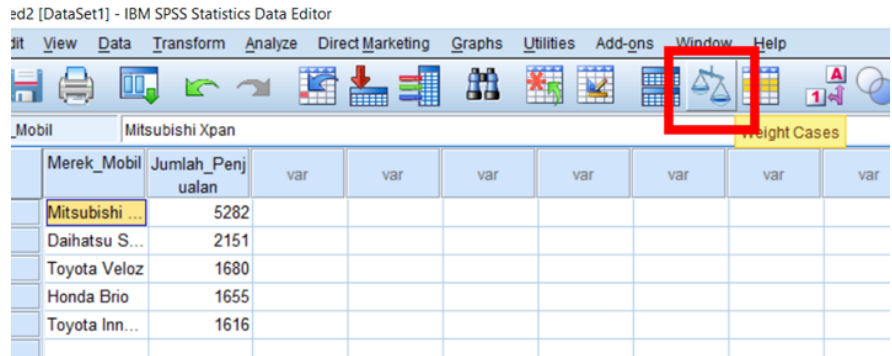 ed2 [DataSet1] - IBM SPSS Statistics Data Editor
dit View Data Transform Analyze Direct Marketing Graphs Utilities Add-ons Window Help
A
1
_Mobil Mitsubishi Xpan
Weight Cases
Merek_Mobil Jumlah_Penj var var var var var var var
ualan
Mitsubishi ... 5282
Daihatsu S... 2151
Toyota Veloz 1680
Honda Brio 1655
Toyota Inn... 1616